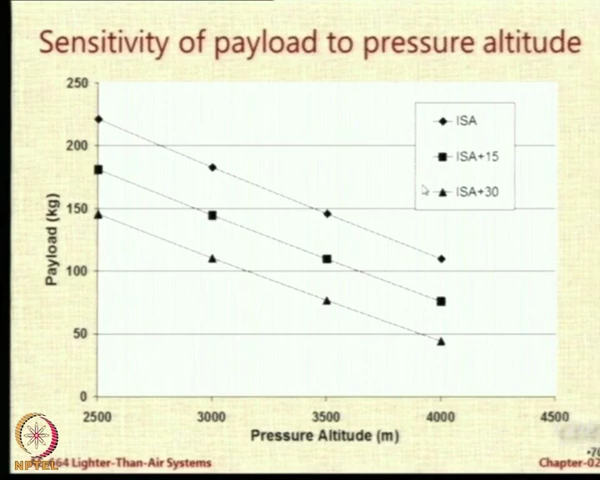 Sensitivity of payload to pressure altitude
250
200
150
100
50
0
Payload (kg)
ISA
ISA+15
ISA+30
2500
3000
3500
4000
4500
Pressure Altitude (m)
NPTEL
664 Lighter-Than-Air Systems
Chapter-02